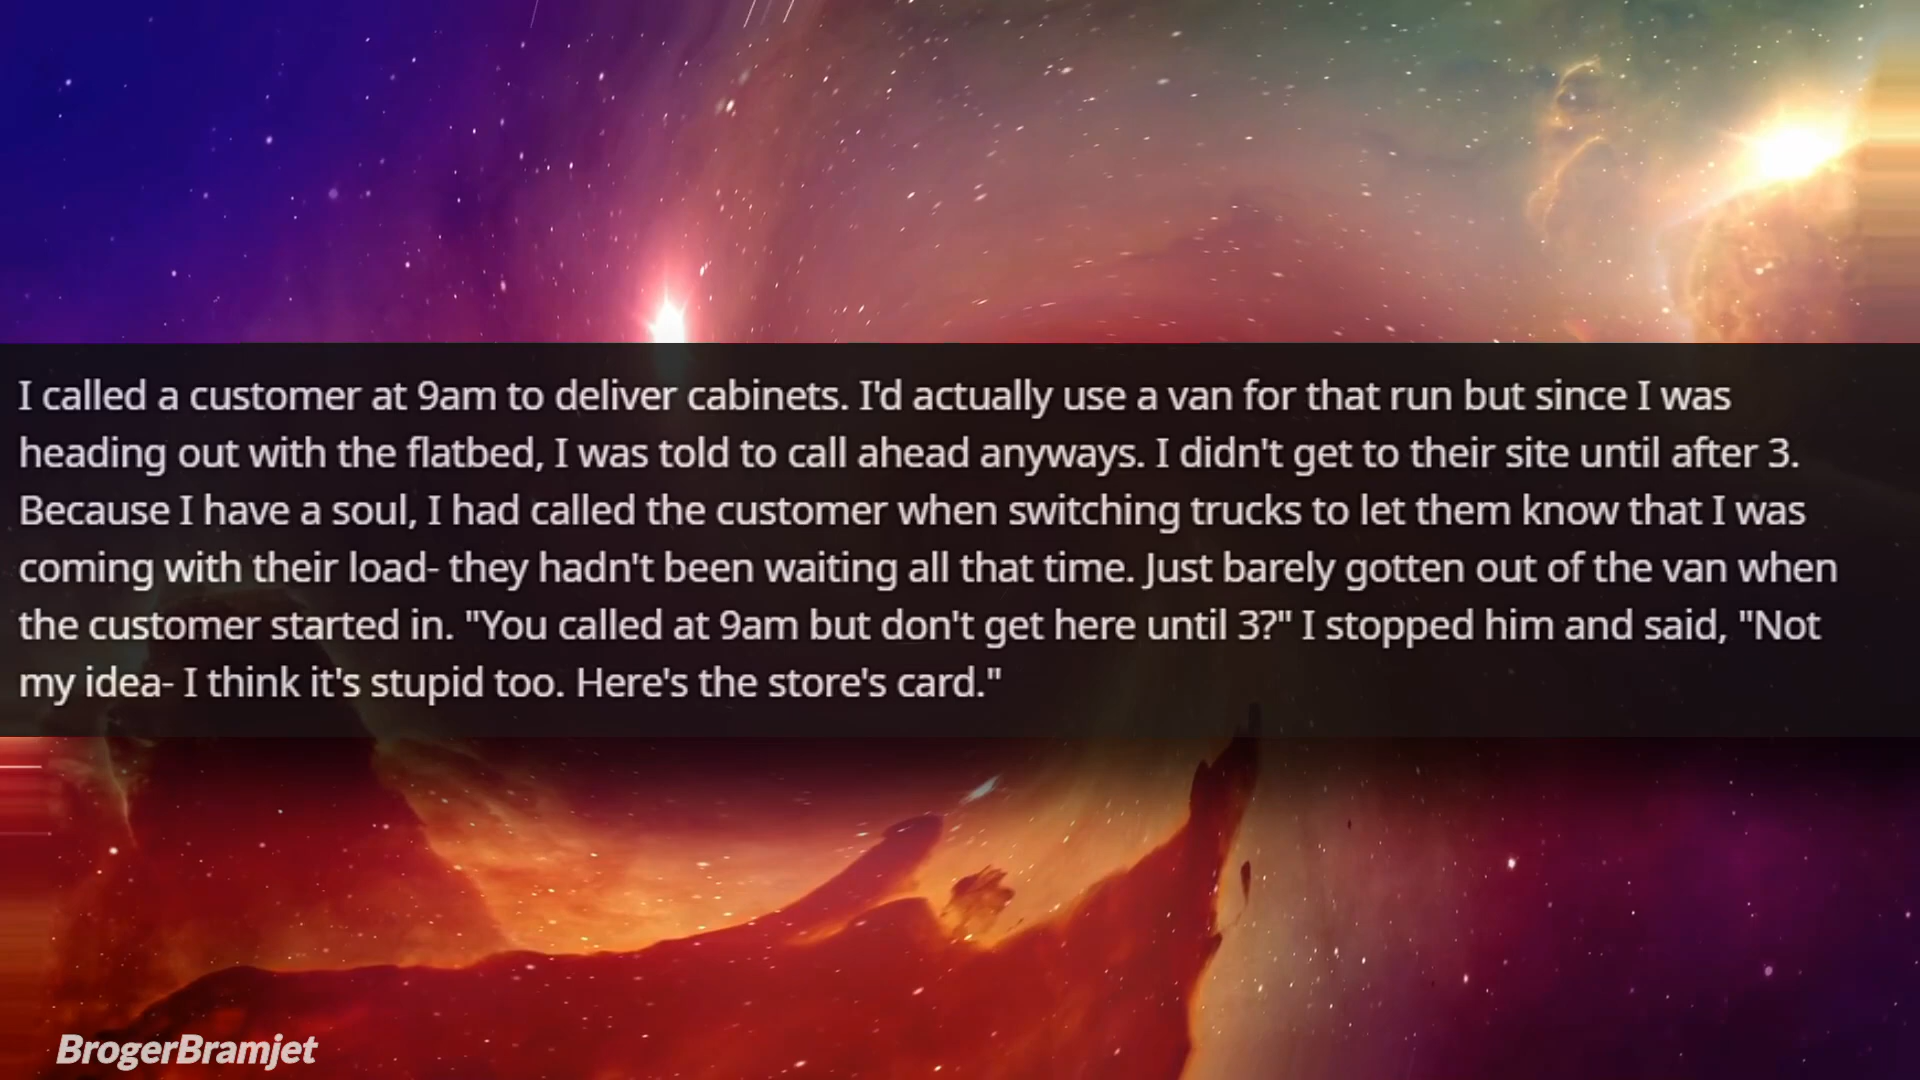 I called a customer at 9am to deliver cabinets. I'd actually use a van for that run but since I was
heading out with the flatbed, I was told to call ahead anyways. I didn't get to their site until after 3.
Because I have a soul, I had called the customer when switching trucks to let them know that I was
coming with their load- they hadn't been waiting all that time. Just barely gotten out of the van when
the customer started in. "You called at 9am but don't get here until 3?" I stopped him and said, "Not
my idea- I think it's stupid too. Here's the store's card."
BrogerBramjet